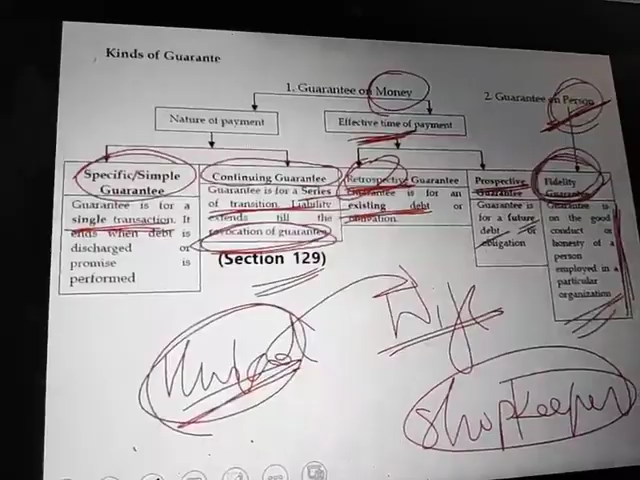 Kinds of Guarante
1. Guarantee on Money
2. Guarantee on Person
Nature of payment
Effective time of payment
Specific/Simple
Guarantee
Guarantee is for a
single transaction. It
ends when debt is
discharged or
promise is
performed
Continuing Guarantee
Guarantee is for a Series
of transition. Liability
extends till the
revocation of guarantee
(Section 129)
Retrospective Guarantee
Guarantee is for an
existing debt or
obligation
Prospective
Guarantee
Guarantee is
for a future
debt or
obligation
Fidelity
Guarantee
Guarantee is
on the good
conduct or
honesty of a
person
employed in a
particular
organization
Wife
Shopkeeper